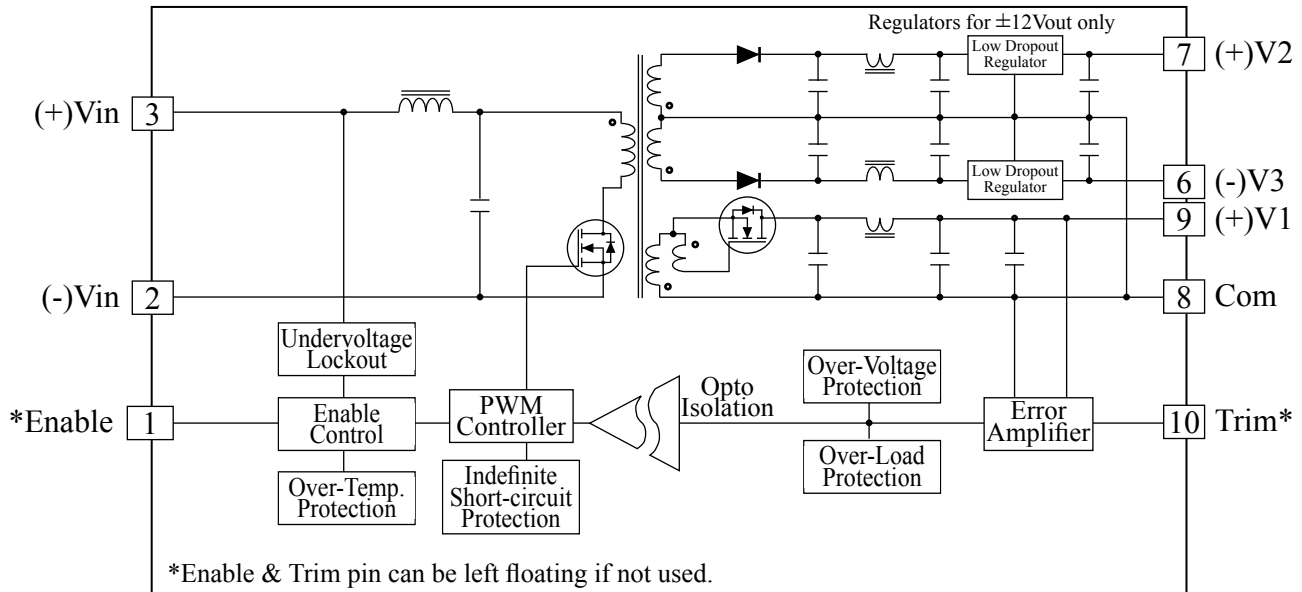 Regulators for ±12Vout only
Low Dropout
Regulator
7 (+)V2
(+)Vin 3
Low Dropout
Regulator
6 (-)V3
9 (+)V1
(-)Vin 2
8 Com
Undervoltage
Lockout
Over-Voltage
Protection
Opto
Isolation
*Enable 1
Enable
Control
PWM
Controller
Error
Amplifier
10 Trim*
Over-Temp.
Protection
Indefinite
Short-circuit
Protection
Over-Load
Protection
*Enable & Trim pin can be left floating if not used.